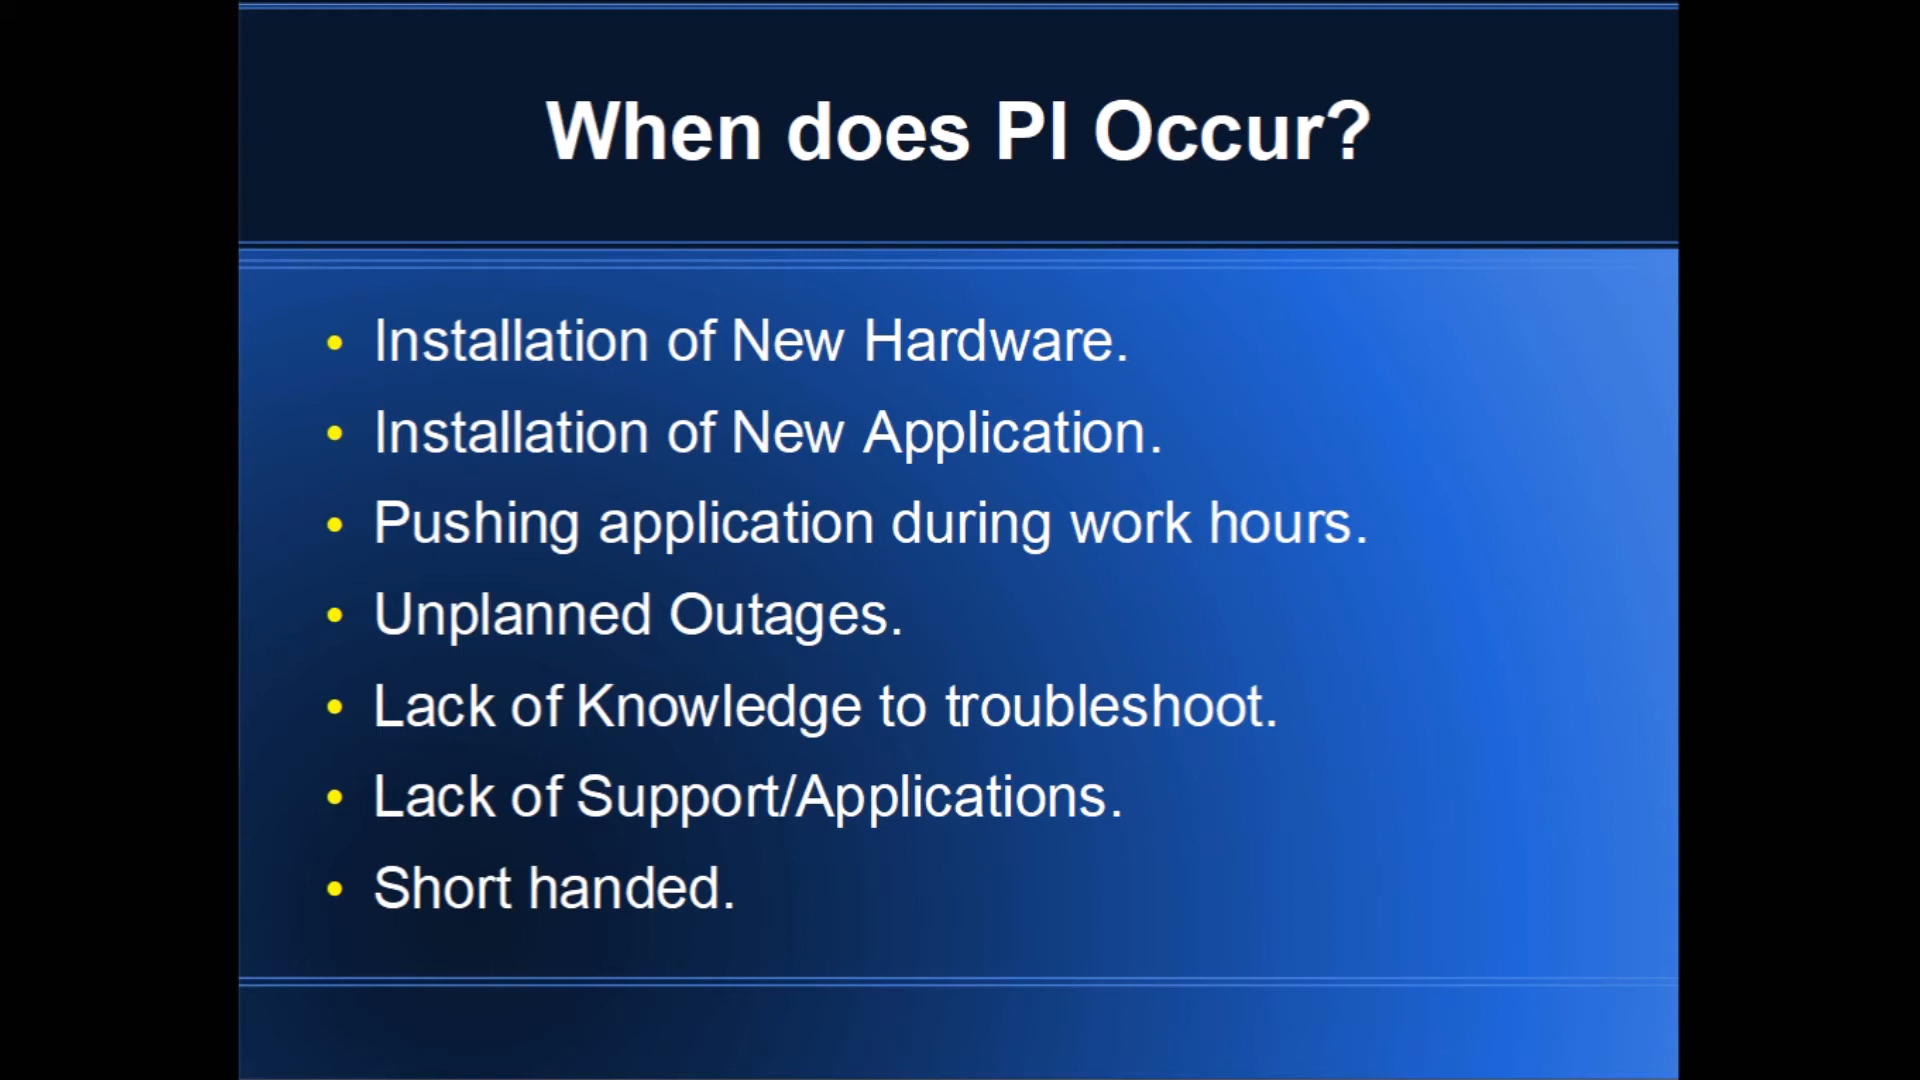 When does PI Occur?
Installation of New Hardware.
Installation of New Application.
Pushing application during work hours.
Unplanned Outages.
Lack of Knowledge to troubleshoot.
Lack of Support/Applications.
Short handed.